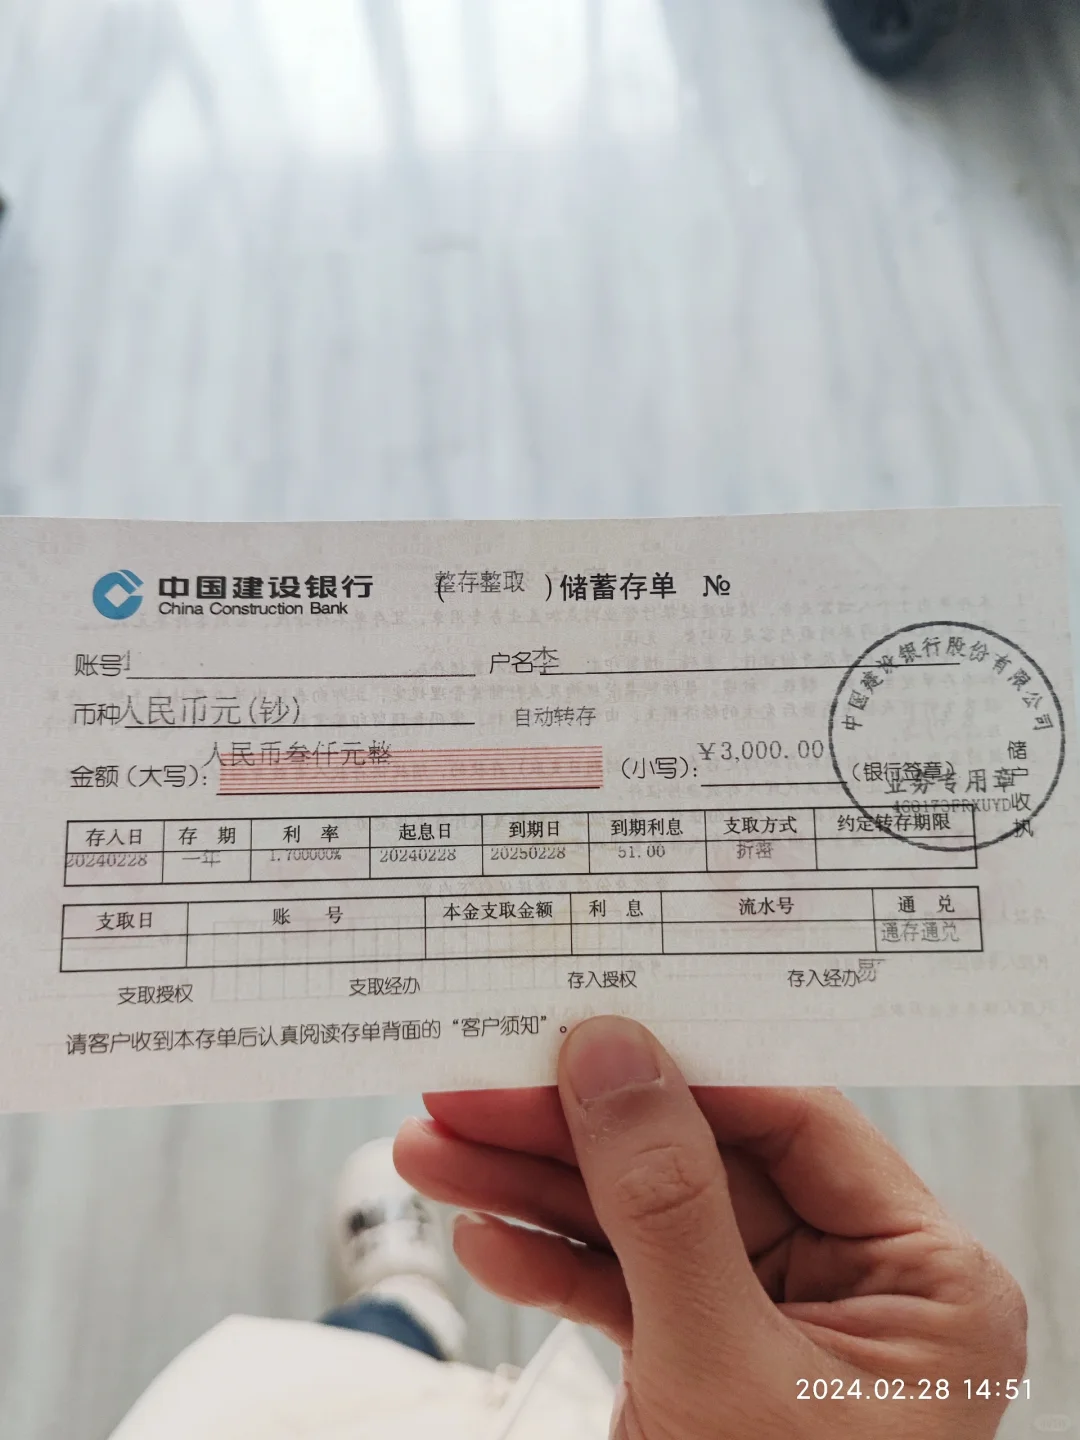 中国建设银行 (整存整取)储蓄存单 №
China Construction Bank
账号 户名李
币种人民币元(钞) 自动转存
人民币叁仟元整 ￥3,000.00
金额(大写): (小写): (银行签章)
中国建设银行股份有限公司
业务专用章
储户收执
存入日 存 期 利 率 起息日 到期日 到期利息 支取方式 约定转存期限
20240228 一年 1.700000% 20240228 20250228 51.00 折密
支取日 账 号 本金支取金额 利 息 流水号 通 兑
通存通兑
支取授权 支取经办 存入授权 存入经办易
请客户收到本存单后认真阅读存单背面的“客户须知”。
2024.02.28 14:51